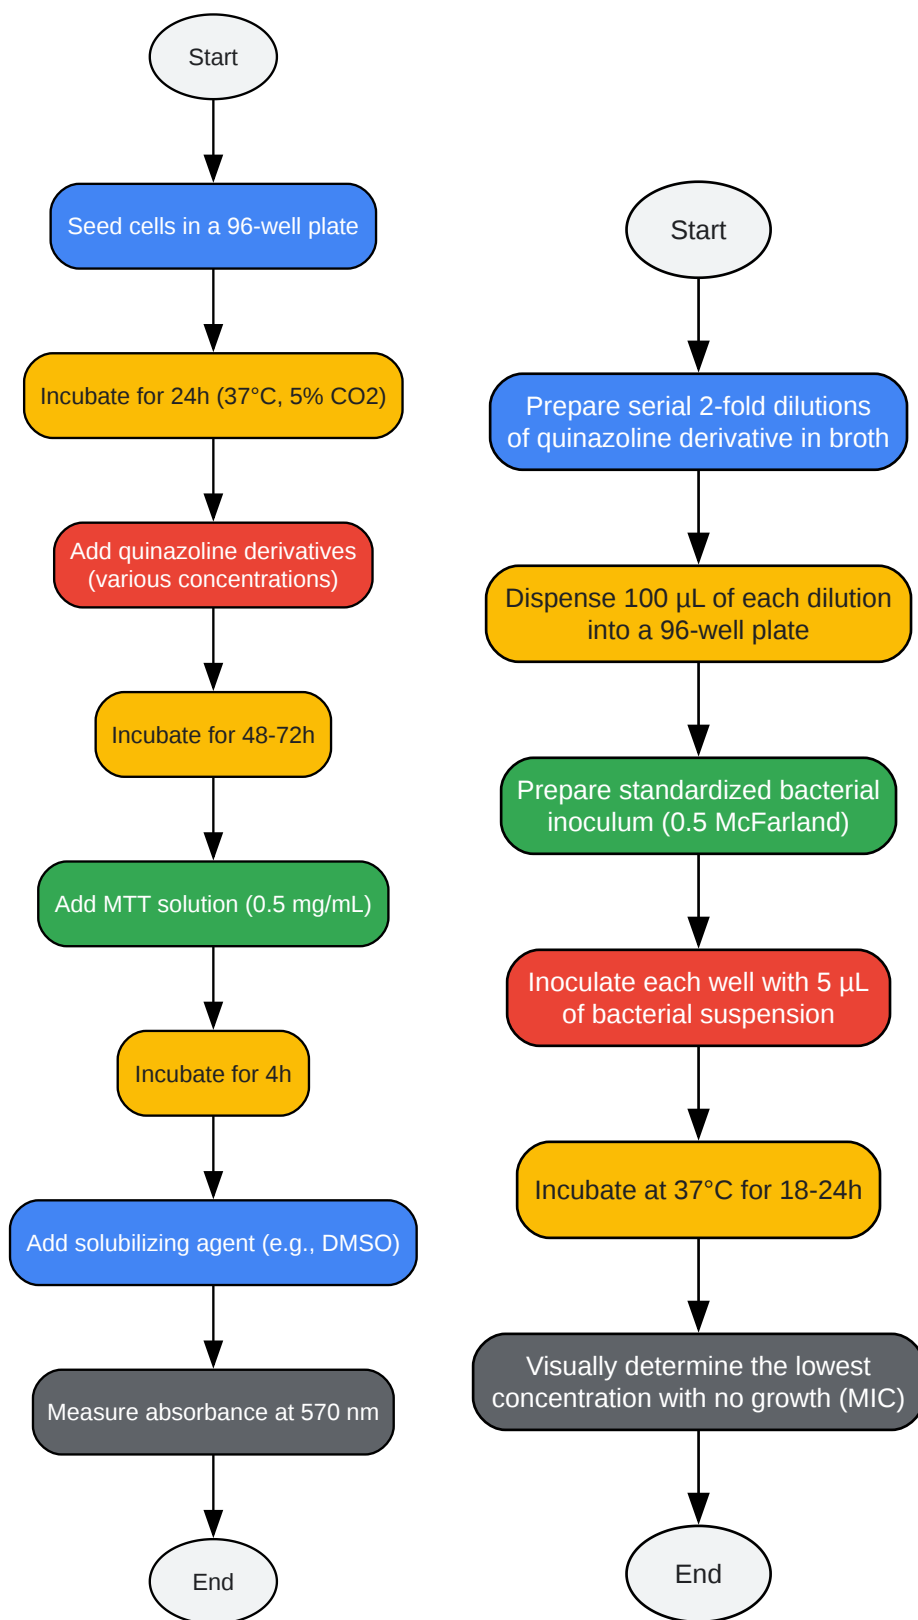 Start
Seed cells in a 96-well plate
Incubate for 24h (37°C, 5% CO2)
Add quinazoline derivatives
(various concentrations)
Incubate for 48-72h
Add MTT solution (0.5 mg/mL)
Incubate for 4h
Add solubilizing agent (e.g., DMSO)
Measure absorbance at 570 nm
End
Start
Prepare serial 2-fold dilutions
of quinazoline derivative in broth
Dispense 100 µL of each dilution
into a 96-well plate
Prepare standardized bacterial
inoculum (0.5 McFarland)
Inoculate each well with 5 µL
of bacterial suspension
Incubate at 37°C for 18-24h
Visually determine the lowest
concentration with no growth (MIC)
End